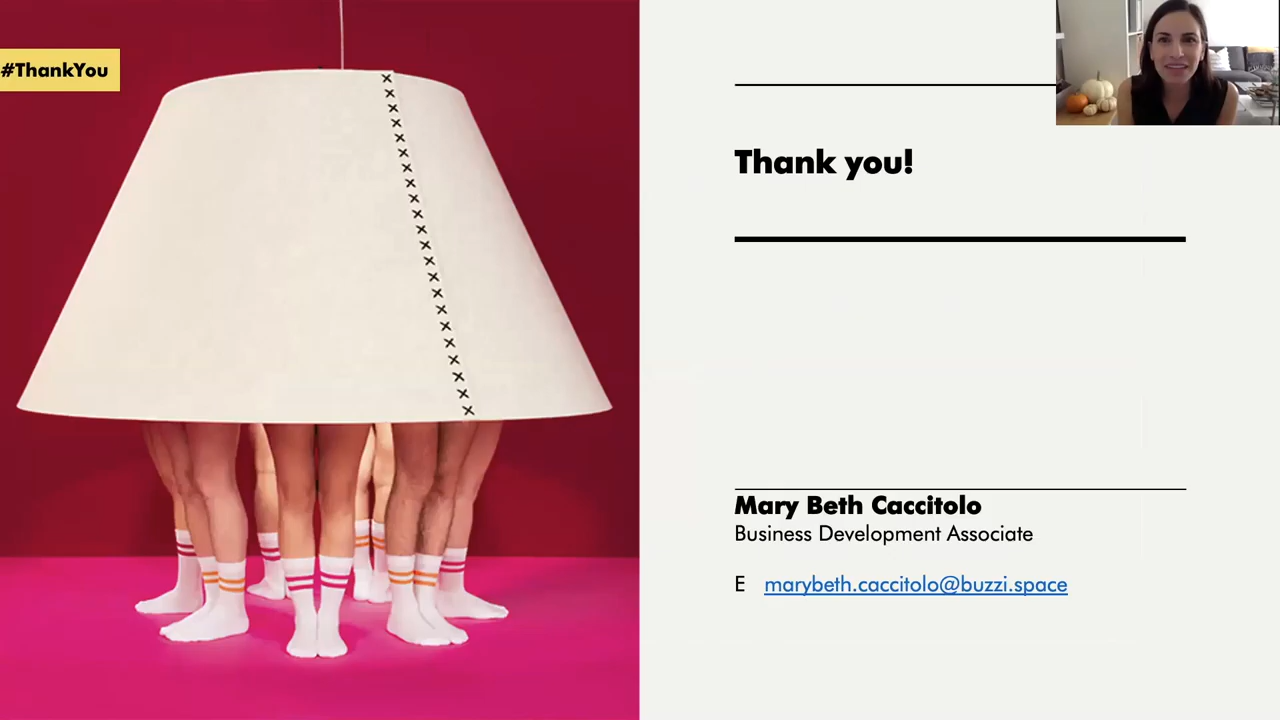 #ThankYou
Thank you!
Mary Beth Caccitolo
Business Development Associate
E marybeth.caccitolo@buzzi.space